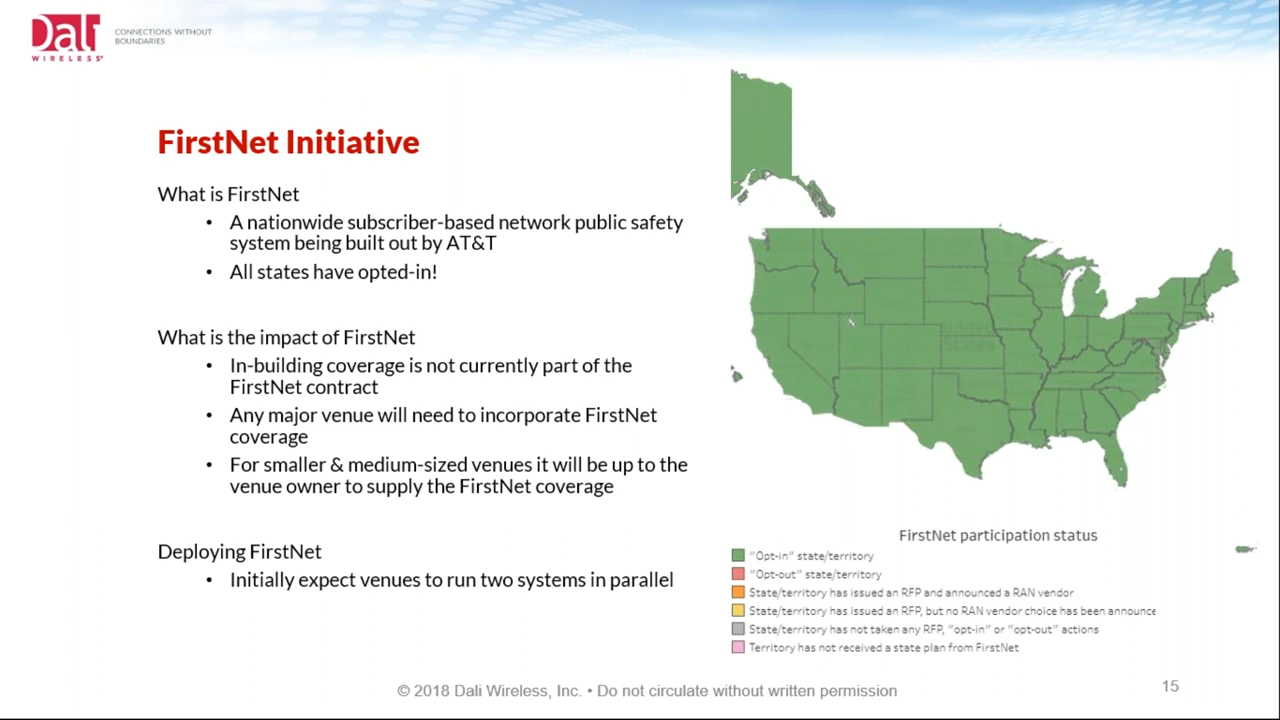 Dali
WIRELESS
CONNECTIONS WITHOUT
BOUNDARIES
FirstNet Initiative
What is FirstNet
• A nationwide subscriber-based network public safety
system being built out by AT&T
• All states have opted-in!
What is the impact of FirstNet
• In-building coverage is not currently part of the
FirstNet contract
• Any major venue will need to incorporate FirstNet
coverage
• For smaller & medium-sized venues it will be up to the
venue owner to supply the FirstNet coverage
Deploying FirstNet
• Initially expect venues to run two systems in parallel
United
States
FirstNet participation status
"Opt-in" state/territory
"Opt-out" state/territory
State/territory has issued an RFP and announced a RAN vendor
State/territory has issued an RFP, but no RAN vendor choice has been announce
State/territory has not taken any RFP, "opt-in" or "opt-out" actions
Territory has not received a state plan from FirstNet
© 2018 Dali Wireless, Inc. • Do not circulate without written permission
15